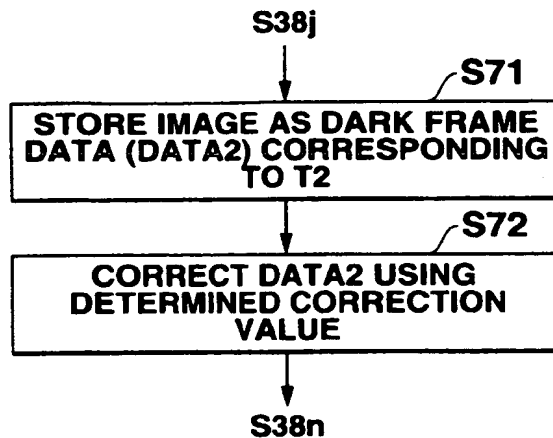 S38j
S71
STORE IMAGE AS DARK FRAME
DATA (DATA2) CORRESPONDING
TO T2
S72
CORRECT DATA2 USING
DETERMINED CORRECTION
VALUE
S38n